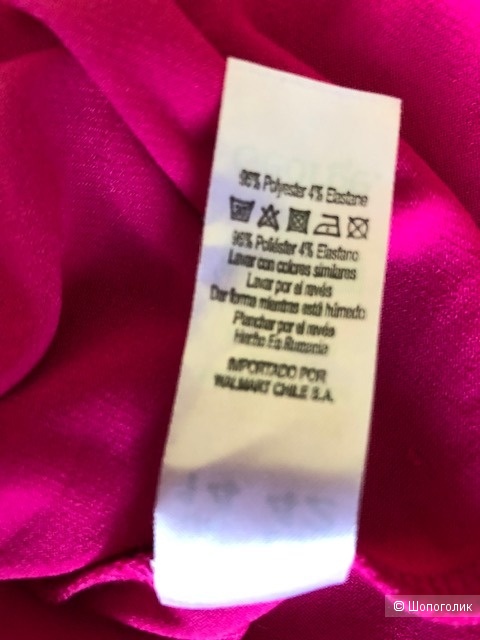 96% Polyester 4% Elastane
96% Poliéster 4% Elastano
Lavar con colores similares
Lavar por el revés
Dar forma mientras está húmedo
Planchar por el revés
Hecho En Rumania
IMPORTADO POR
WALMART CHILE S.A.
© Шопоголик